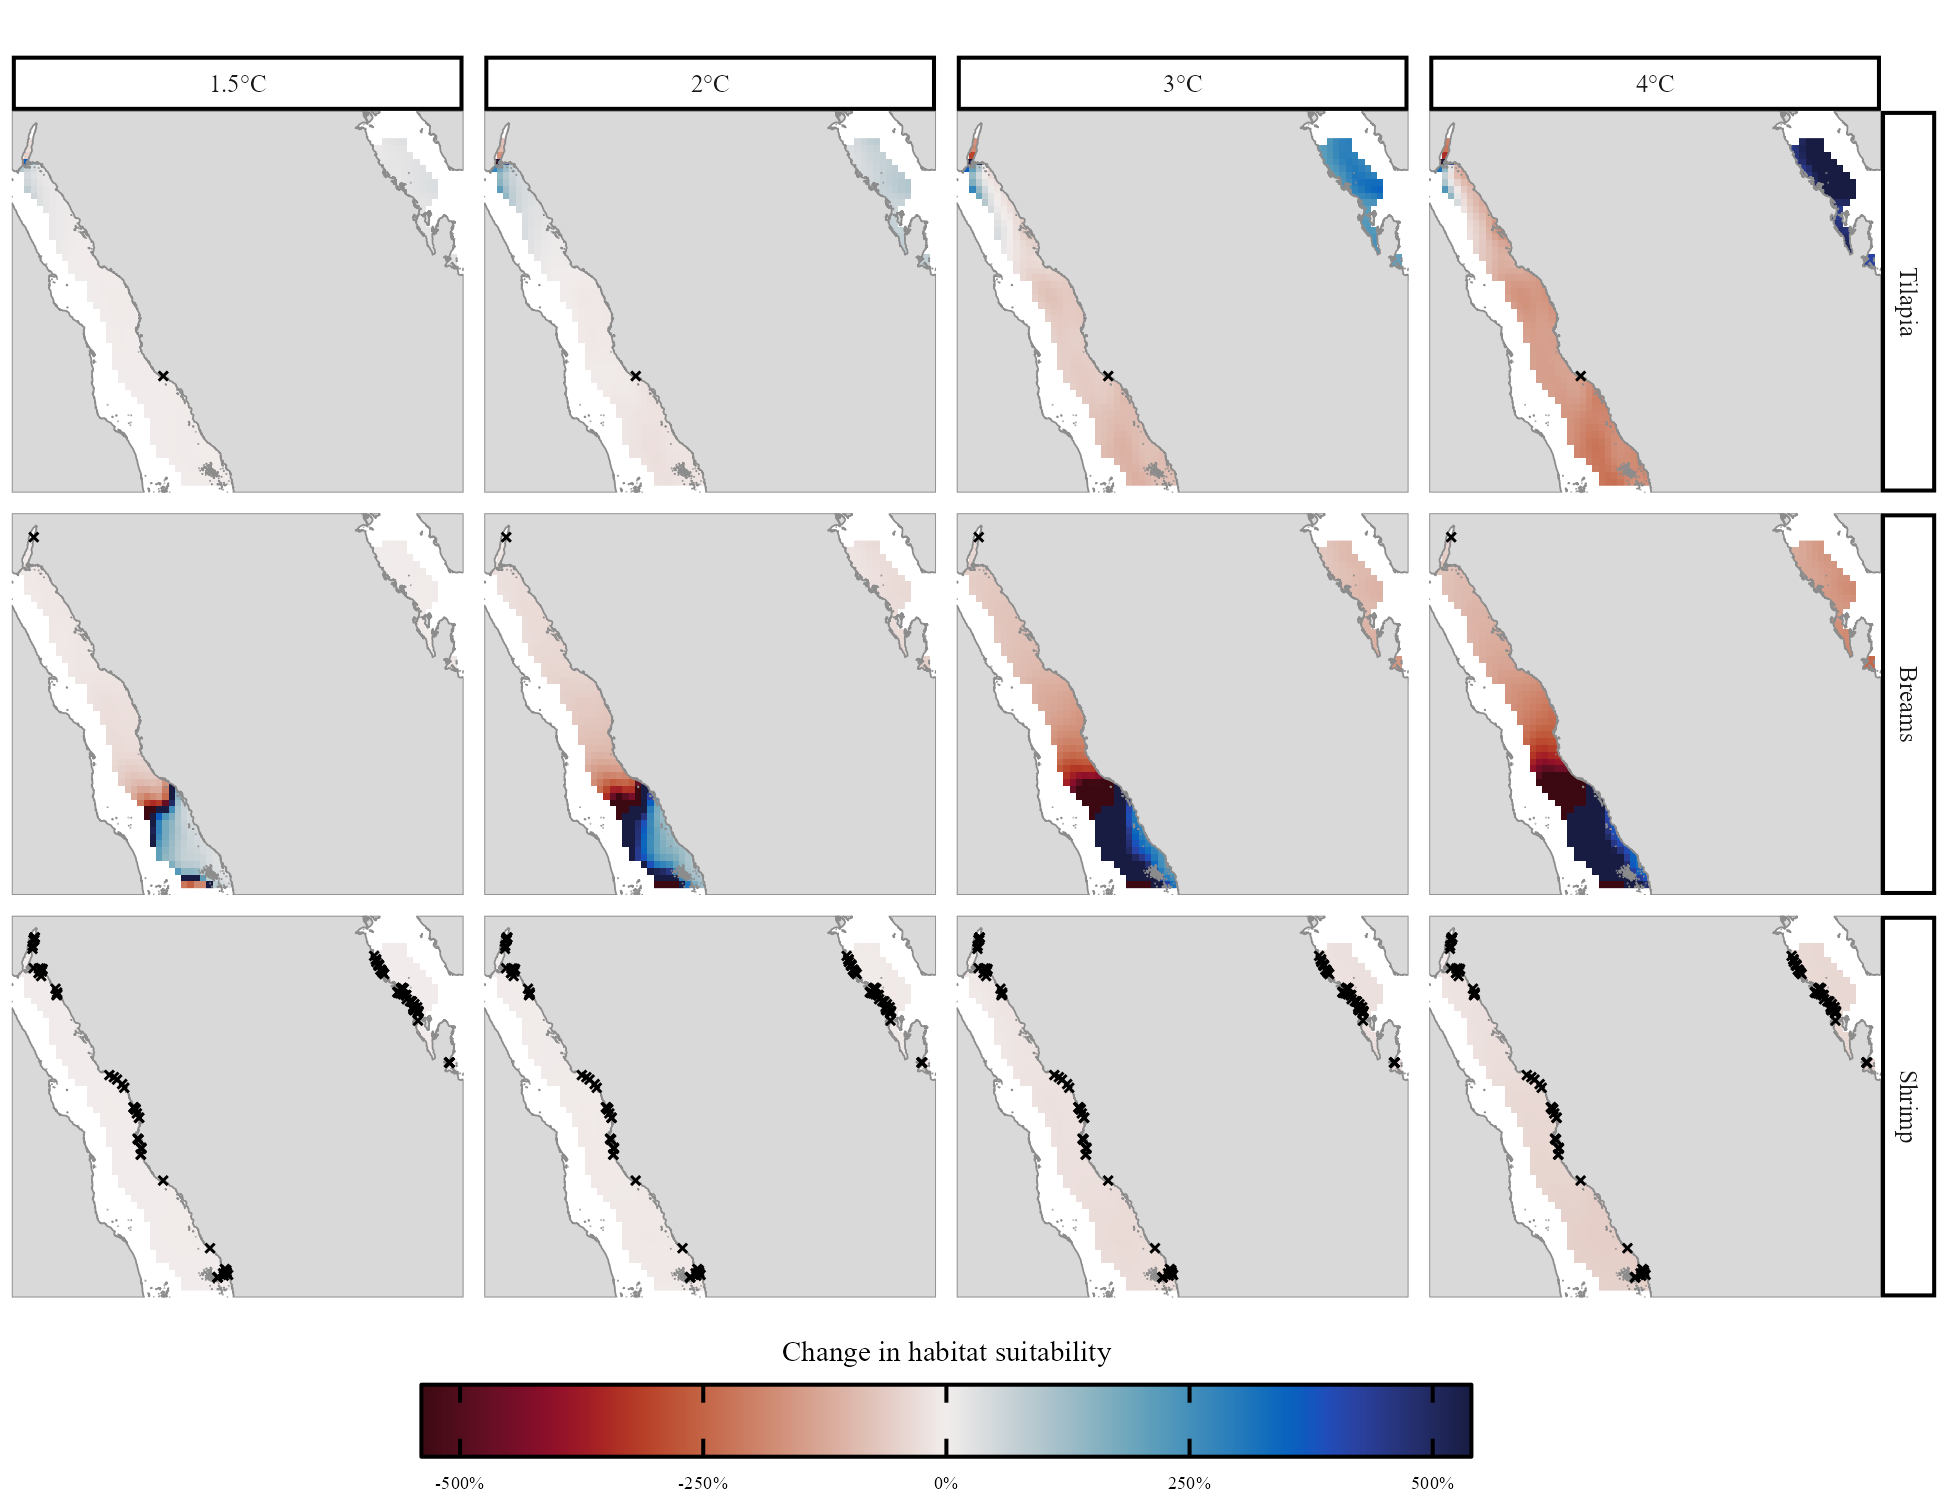 1.5°C
2°C
3°C
4°C
Tilapia
Breams
Shrimp
Change in habitat suitability
-500%
-250%
0%
250%
500%